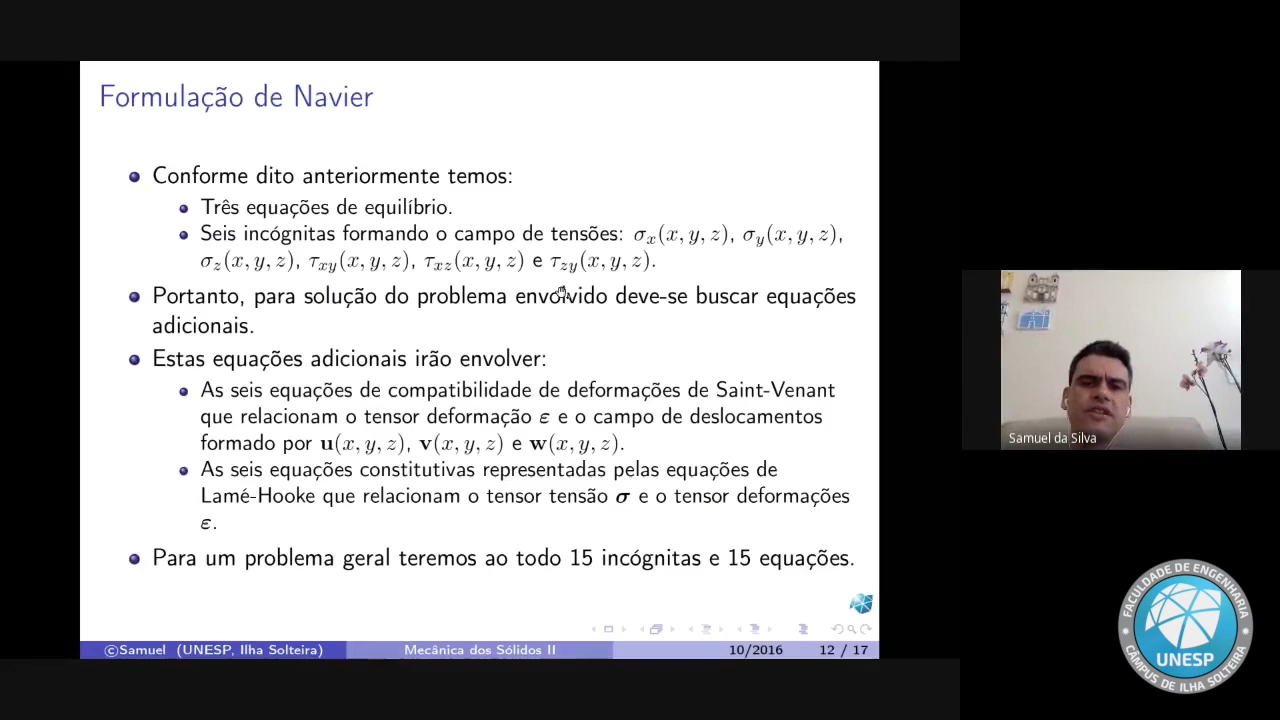 Formulação de Navier
Conforme dito anteriormente temos:
Três equações de equilíbrio.
Seis incógnitas formando o campo de tensões: σx(x, y, z), σy(x, y, z),
σz(x, y, z), τxy(x, y, z), τxz(x, y, z) e τzy(x, y, z).
Portanto, para solução do problema envolvido deve-se buscar equações
adicionais.
Estas equações adicionais irão envolver:
As seis equações de compatibilidade de deformações de Saint-Venant
que relacionam o tensor deformação ε e o campo de deslocamentos
formado por u(x, y, z), v(x, y, z) e w(x, y, z).
As seis equações constitutivas representadas pelas equações de
Lamé-Hooke que relacionam o tensor tensão σ e o tensor deformações
ε.
Para um problema geral teremos ao todo 15 incógnitas e 15 equações.
©Samuel (UNESP, Ilha Solteira) Mecânica dos Sólidos II 10/2016 12 / 17
Samuel da Silva
FACULDADE DE ENGENHARIA
UNESP
CÂMPUS DE ILHA SOLTEIRA